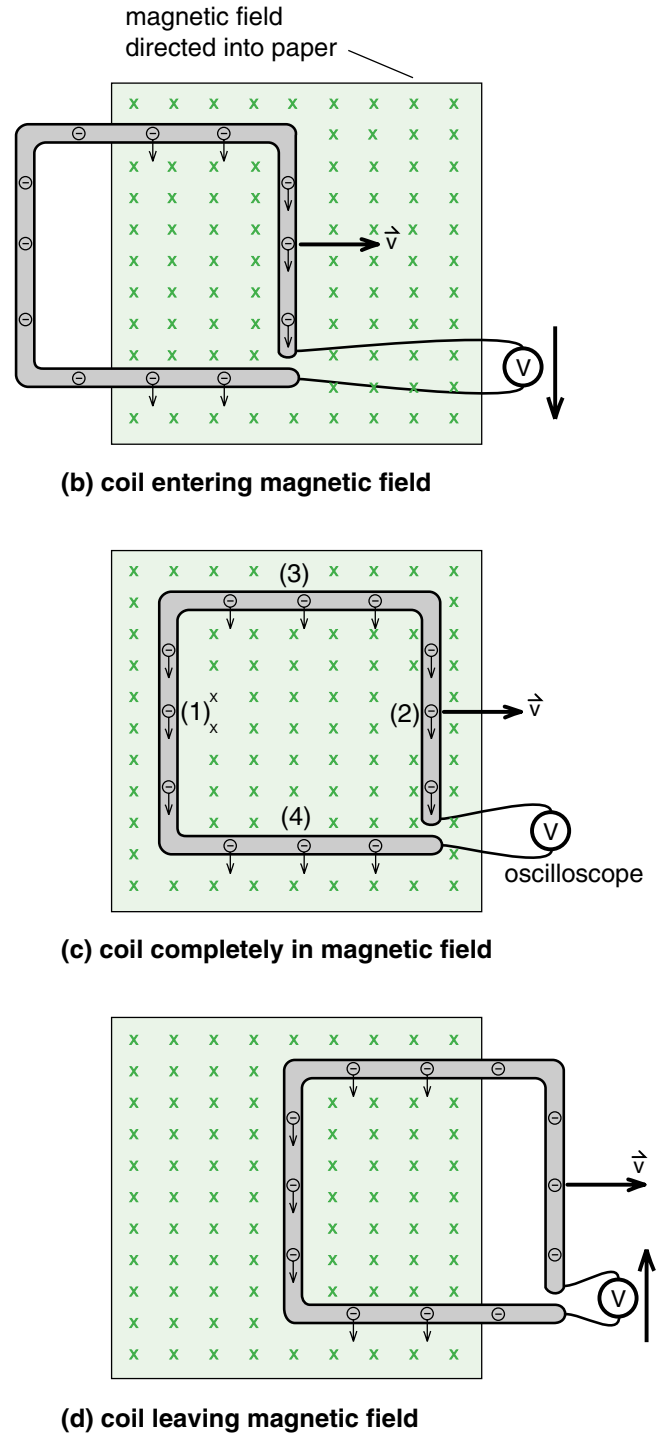 magnetic field
directed into paper
v
V
(b) coil entering magnetic field
(3)
(1)
(2)
v
(4)
V
oscilloscope
(c) coil completely in magnetic field
v
V
(d) coil leaving magnetic field